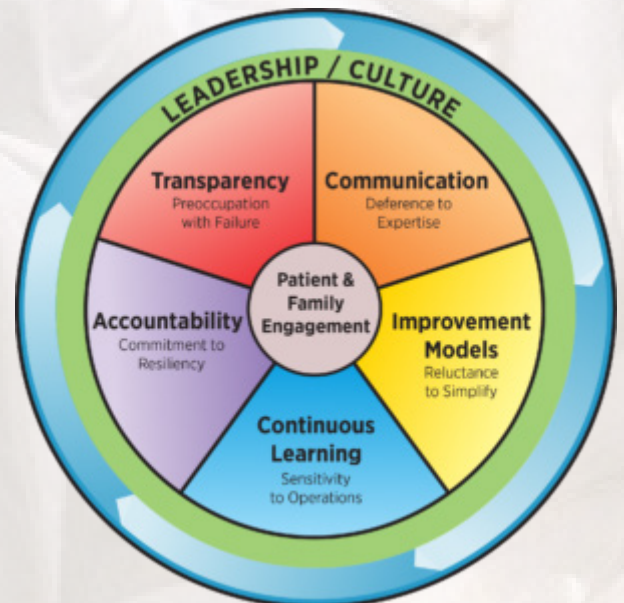 LEADERSHIP / CULTURE
Transparency
Preoccupation
with Failure
Communication
Deference to
Expertise
Patient &
Family
Engagement
Accountability
Commitment to
Resiliency
Improvement
Models
Reluctance
to Simplify
Continuous
Learning
Sensitivity
to Operations